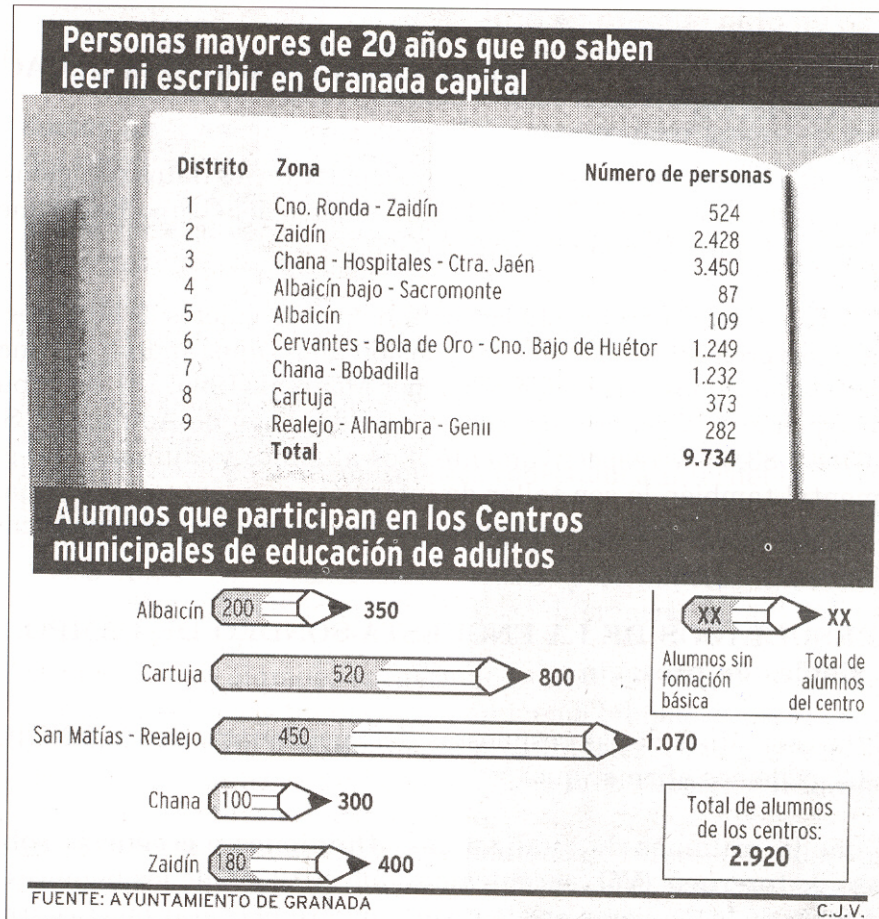 Personas mayores de 20 años que no saben
leer ni escribir en Granada capital
Distrito Zona Número de personas
1 Cno. Ronda - Zaidín 524
2 Zaidín 2.428
3 Chana - Hospitales - Ctra. Jaén 3.450
4 Albaicín bajo - Sacromonte 87
5 Albaicín 109
6 Cervantes - Bola de Oro - Cno. Bajo de Huétor 1.249
7 Chana - Bobadilla 1.232
8 Cartuja 373
9 Realejo - Alhambra - Genil 282
Total 9.734
Alumnos que participan en los Centros
municipales de educación de adultos
Albaicín 200 350
Cartuja 520 800
San Matías - Realejo 450 1.070
Chana 100 300
Zaidín 180 400
XX XX
Alumnos sin
fomación
básica
Total de
alumnos
del centro
Total de alumnos
de los centros:
2.920
FUENTE: AYUNTAMIENTO DE GRANADA
C.J.V.